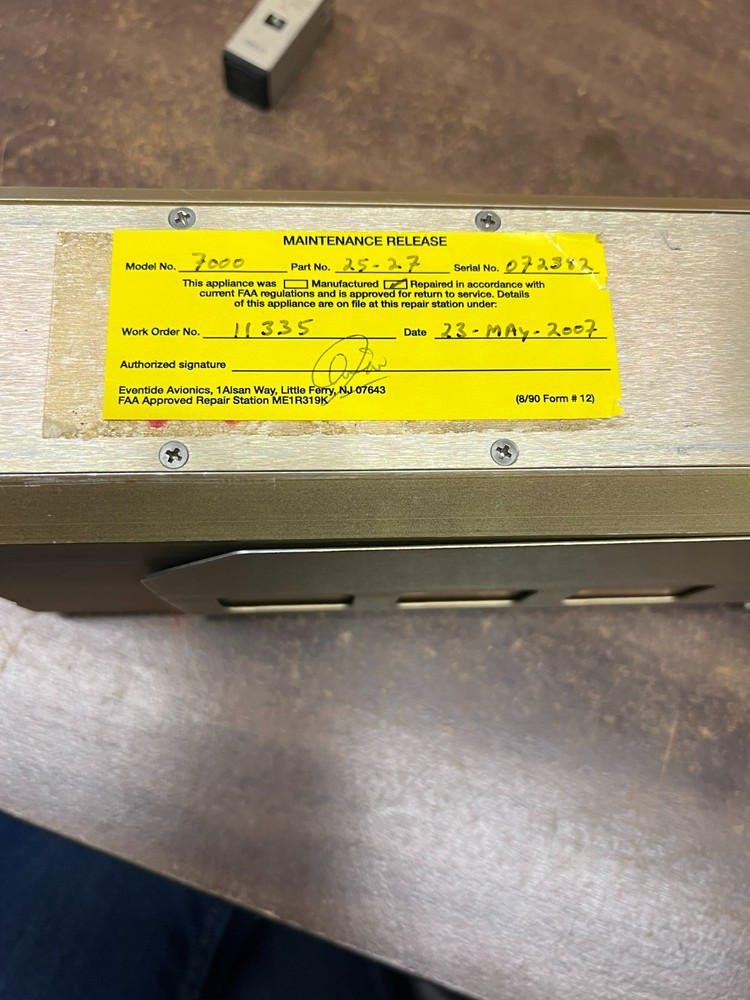 MAINTENANCE RELEASE
Model No. 7000 Part No. 25-27 Serial No. 072382
This appliance was Manufactured Repaired in accordance with
current FAA regulations and is approved for return to service. Details
of this appliance are on file at this repair station under:
Work Order No. 11335 Date 23-MAY-2007
Authorized signature
Eventide Avionics, 1Alsan Way, Little Ferry, NJ 07643
FAA Approved Repair Station ME1R319K
(8/90 Form # 12)